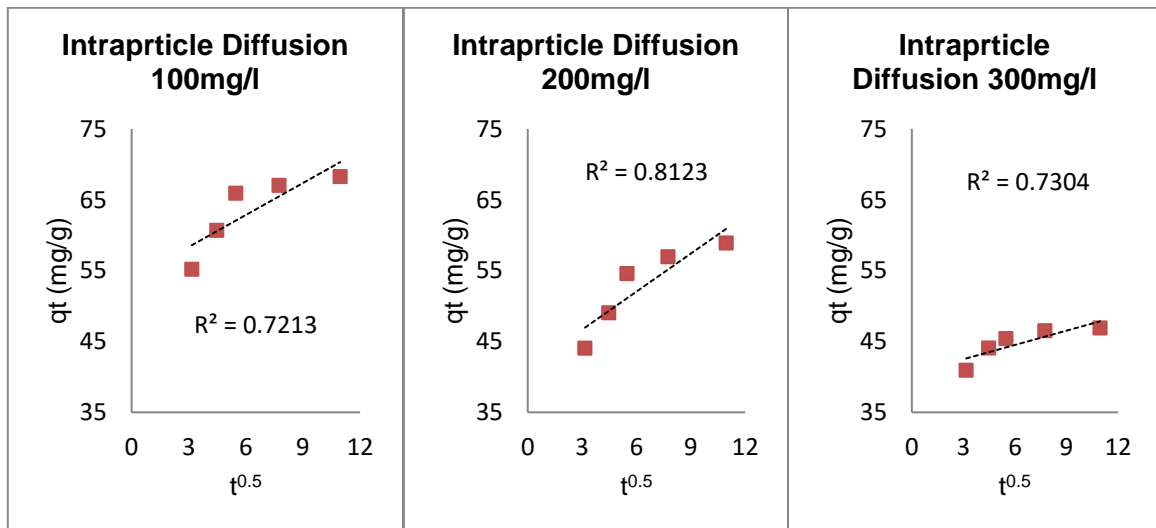 Intraprticle Diffusion
100mg/l
75
65
55
45
35
qt (mg/g)
R² = 0.7213
0 3 6 9 12
t^0.5
Intraprticle Diffusion
200mg/l
75
65
55
45
35
qt (mg/g)
R² = 0.8123
0 3 6 9 12
t^0.5
Intraprticle
Diffusion 300mg/l
75
65
55
45
35
qt (mg/g)
R² = 0.7304
0 3 6 9 12
t^0.5